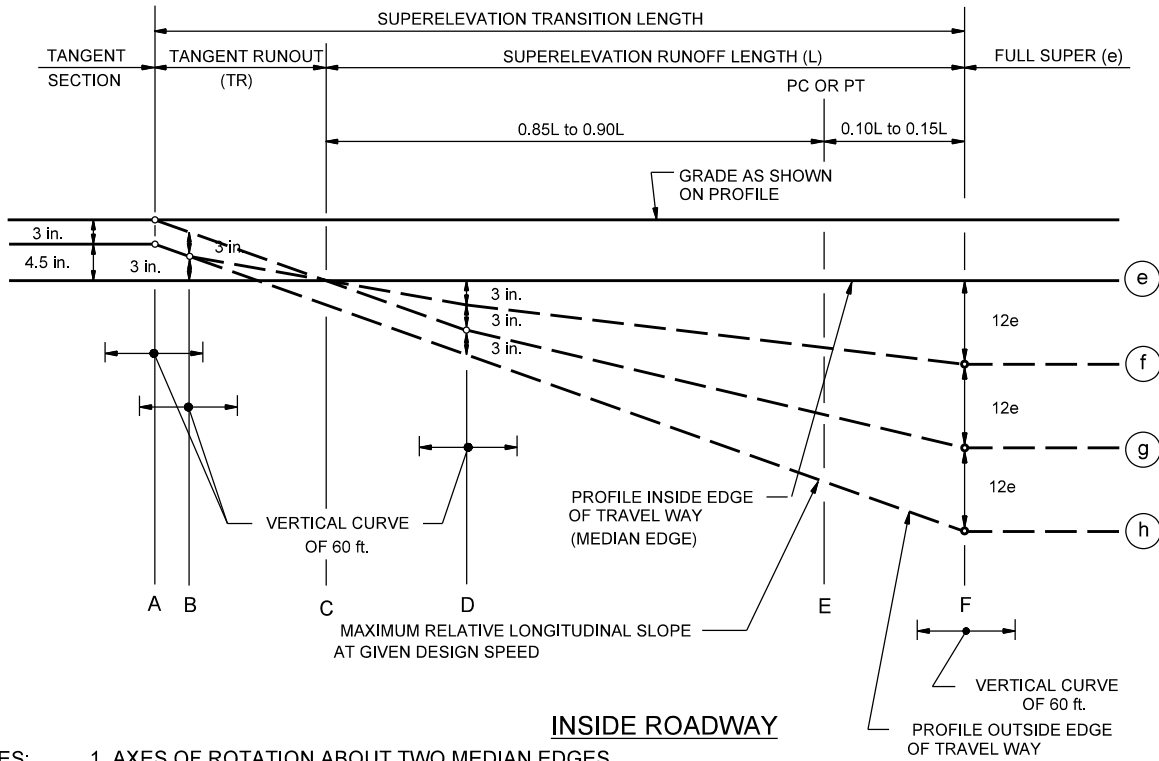 SUPERELEVATION TRANSITION LENGTH
TANGENT
SECTION
TANGENT RUNOUT
(TR)
SUPERELEVATION RUNOFF LENGTH (L)
FULL SUPER (e)
PC OR PT
0.85L to 0.90L
0.10L to 0.15L
GRADE AS SHOWN
ON PROFILE
3 in.
4.5 in.
3 in.
3 in.
e
3 in.
3 in.
3 in.
12e
f
12e
g
12e
h
PROFILE INSIDE EDGE
OF TRAVEL WAY
(MEDIAN EDGE)
VERTICAL CURVE
OF 60 ft.
A
B
C
D
E
F
MAXIMUM RELATIVE LONGITUDINAL SLOPE
AT GIVEN DESIGN SPEED
VERTICAL CURVE
OF 60 ft.
INSIDE ROADWAY
PROFILE OUTSIDE EDGE
OF TRAVEL WAY
ES: 1. AXES OF ROTATION ABOUT TWO MEDIAN EDGES